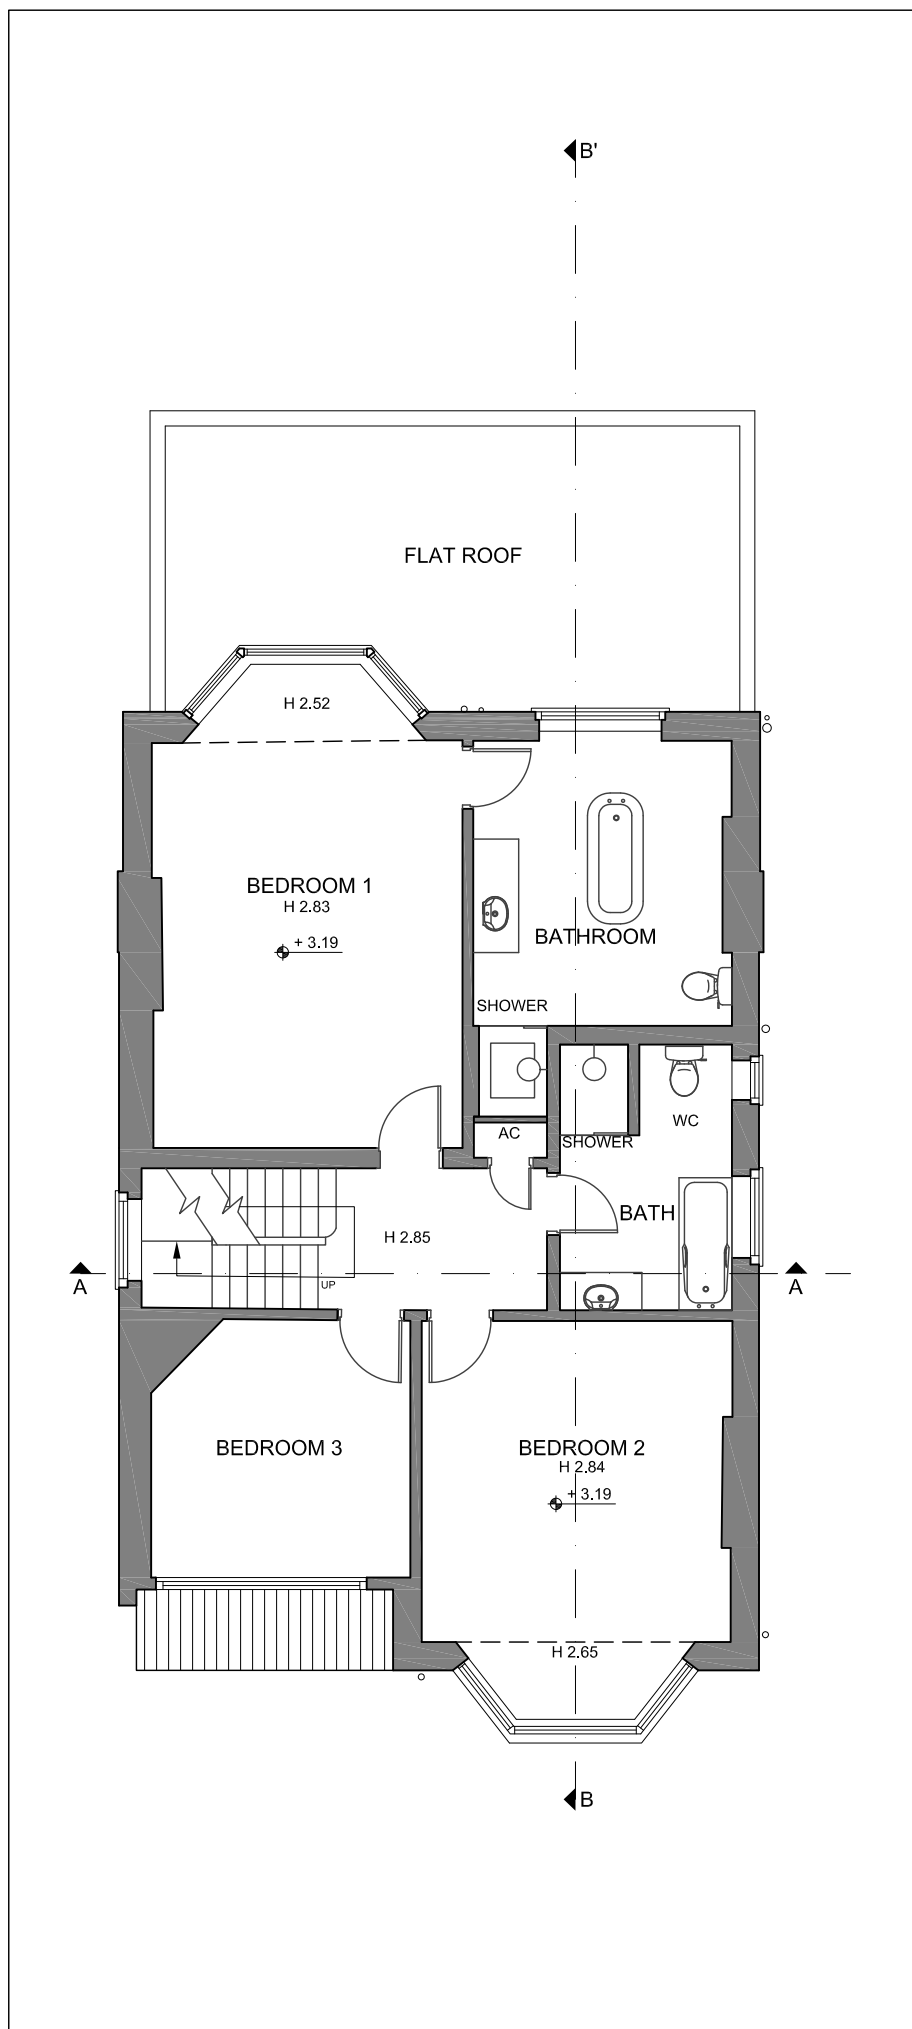 B'
FLAT ROOF
H 2.52
BEDROOM 1
H 2.83
+ 3.19
BATHROOM
SHOWER
AC
SHOWER
WC
BATH
H 2.85
UP
A
A
BEDROOM 3
BEDROOM 2
H 2.84
+ 3.19
H 2.65
B